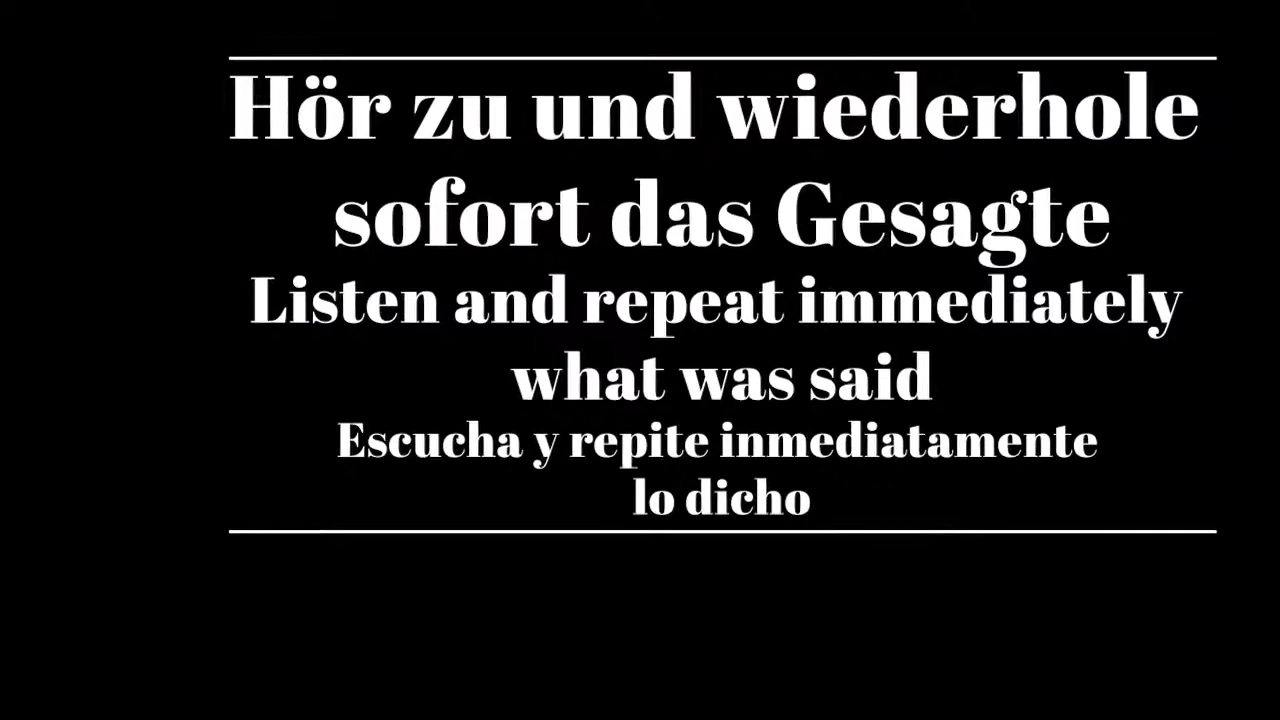 Hör zu und wiederhole
sofort das Gesagte
Listen and repeat immediately
what was said
Escucha y repite inmediatamente
lo dicho